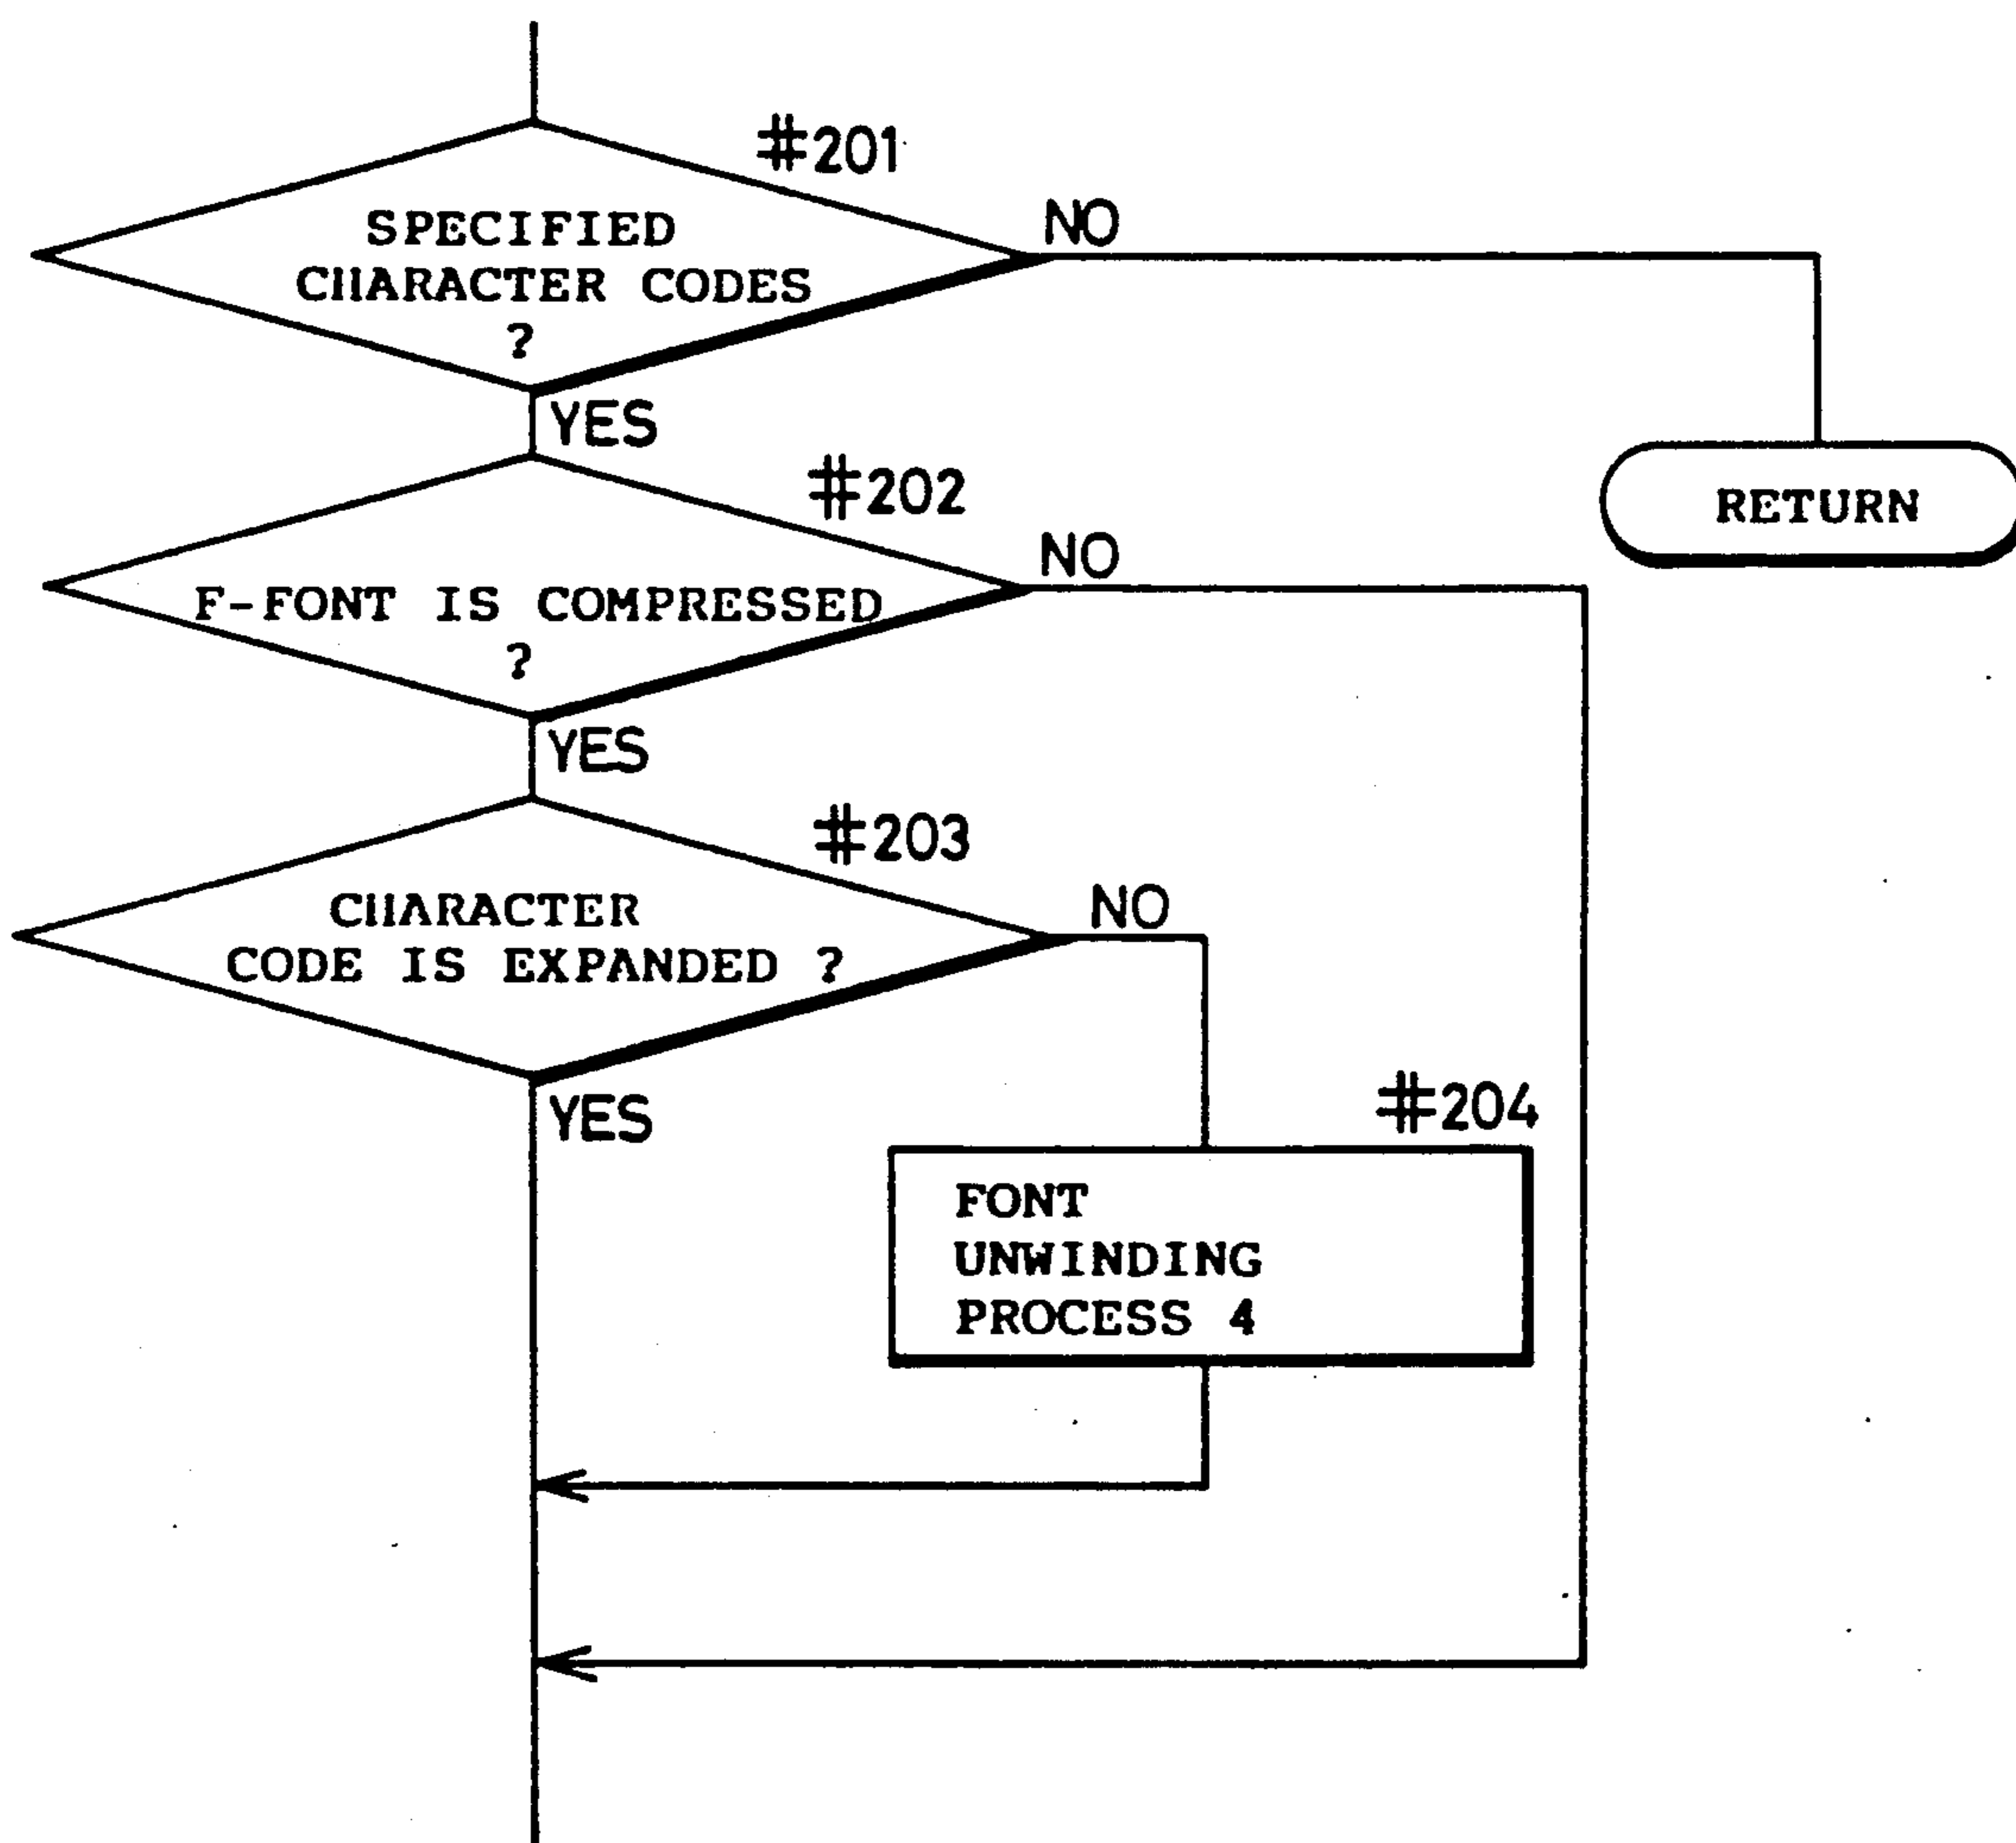 #201
SPECIFIED
CHARACTER CODES
?
NO
YES
#202
RETURN
F-FONT IS COMPRESSED
?
NO
YES
#203
CHARACTER
CODE IS EXPANDED ?
NO
YES
#204
FONT
UNWINDING
PROCESS 4